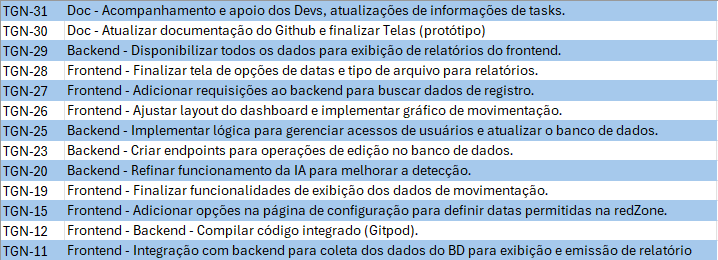 TGN-31 Doc - Acompanhamento e apoio dos Devs, atualizações de informações de tasks.
TGN-30 Doc - Atualizar documentação do Github e finalizar Telas (protótipo)
TGN-29 Backend - Disponibilizar todos os dados para exibição de relatórios do frontend.
TGN-28 Frontend - Finalizar tela de opções de datas e tipo de arquivo para relatórios.
TGN-27 Frontend - Adicionar requisições ao backend para buscar dados de registro.
TGN-26 Frontend - Ajustar layout do dashboard e implementar gráfico de movimentação.
TGN-25 Backend - Implementar lógica para gerenciar acessos de usuários e atualizar o banco de dados.
TGN-23 Backend - Criar endpoints para operações de edição no banco de dados.
TGN-20 Backend - Refinar funcionamento da IA para melhorar a detecção.
TGN-19 Frontend - Finalizar funcionalidades de exibição dos dados de movimentação.
TGN-15 Frontend - Adicionar opções na página de configuração para definir datas permitidas na redZone.
TGN-12 Frontend - Backend - Compilar código integrado (Gitpod).
TGN-11 Frontend - Integração com backend para coleta dos dados do BD para exibição e emissão de relatório